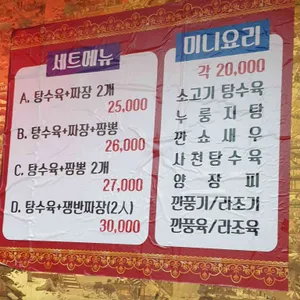 세트메뉴
A. 탕수육+짜장 2개
25,000
B. 탕수육+짜장+짬뽕
26,000
C. 탕수육+짬뽕 2개
27,000
D. 탕수육+쟁반짜장(2人)
30,000
미니요리
각 20,000
소고기 탕수육
누룽지탕
깐쇼새우
사천탕수육
양장피
깐풍기/라조기
깐풍육/라조육